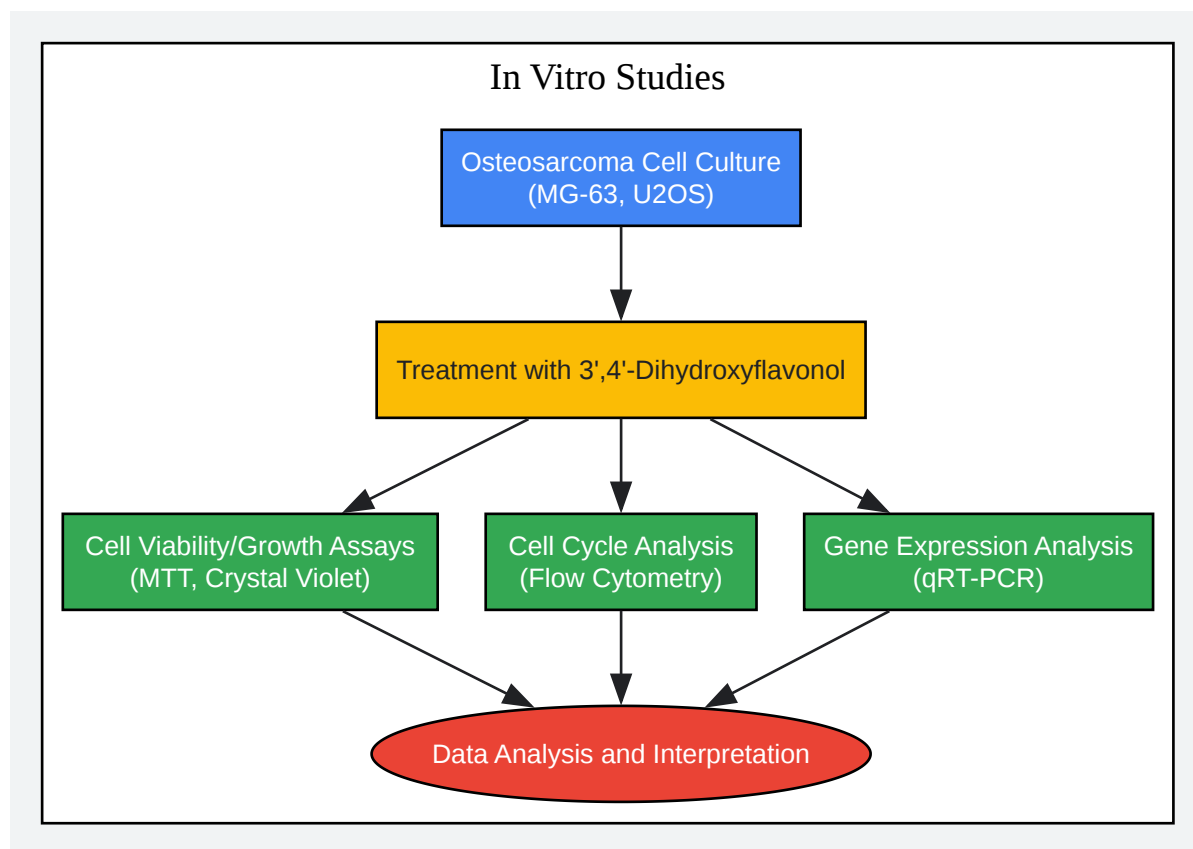 In Vitro Studies
Osteosarcoma Cell Culture
(MG-63, U2OS)
Treatment with 3',4'-Dihydroxyflavonol
Cell Viability/Growth Assays
(MTT, Crystal Violet)
Cell Cycle Analysis
(Flow Cytometry)
Gene Expression Analysis
(qRT-PCR)
Data Analysis and Interpretation